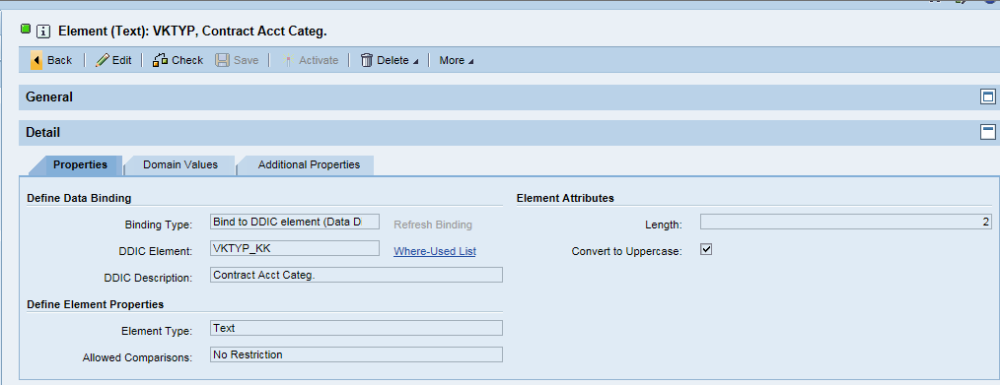 Element (Text): VKTYP, Contract Acct Categ.
Back Edit Check Save Activate Delete More
General
Detail
Properties Domain Values Additional Properties
Define Data Binding Element Attributes
Binding Type: Bind to DDIC element (Data D Refresh Binding Length: 2
DDIC Element: VKTYP_KK Where-Used List Convert to Uppercase:
DDIC Description: Contract Acct Categ.
Define Element Properties
Element Type: Text
Allowed Comparisons: No Restriction